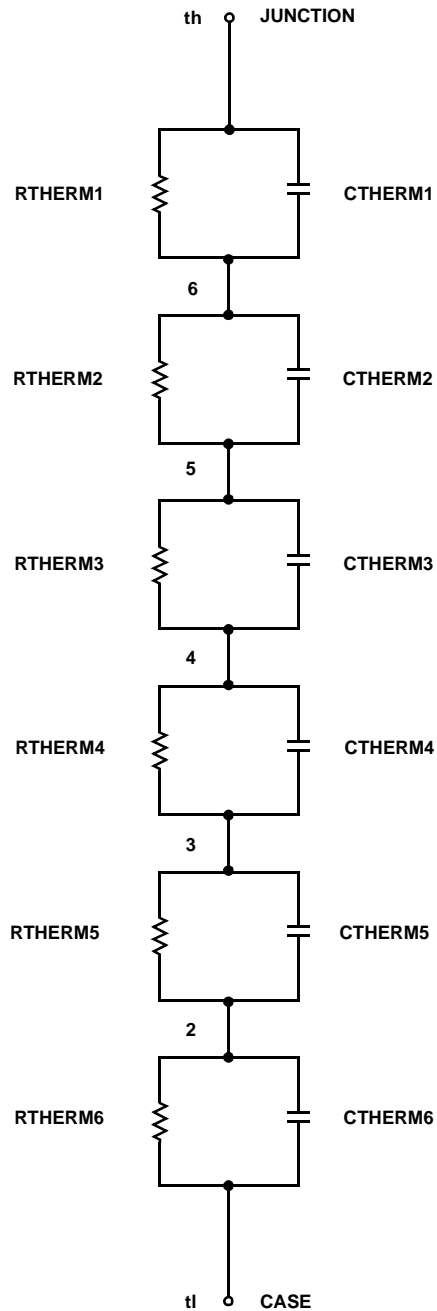 th JUNCTION
RTHERM1 CTHERM1
6
RTHERM2 CTHERM2
5
RTHERM3 CTHERM3
4
RTHERM4 CTHERM4
3
RTHERM5 CTHERM5
2
RTHERM6 CTHERM6
tl CASE